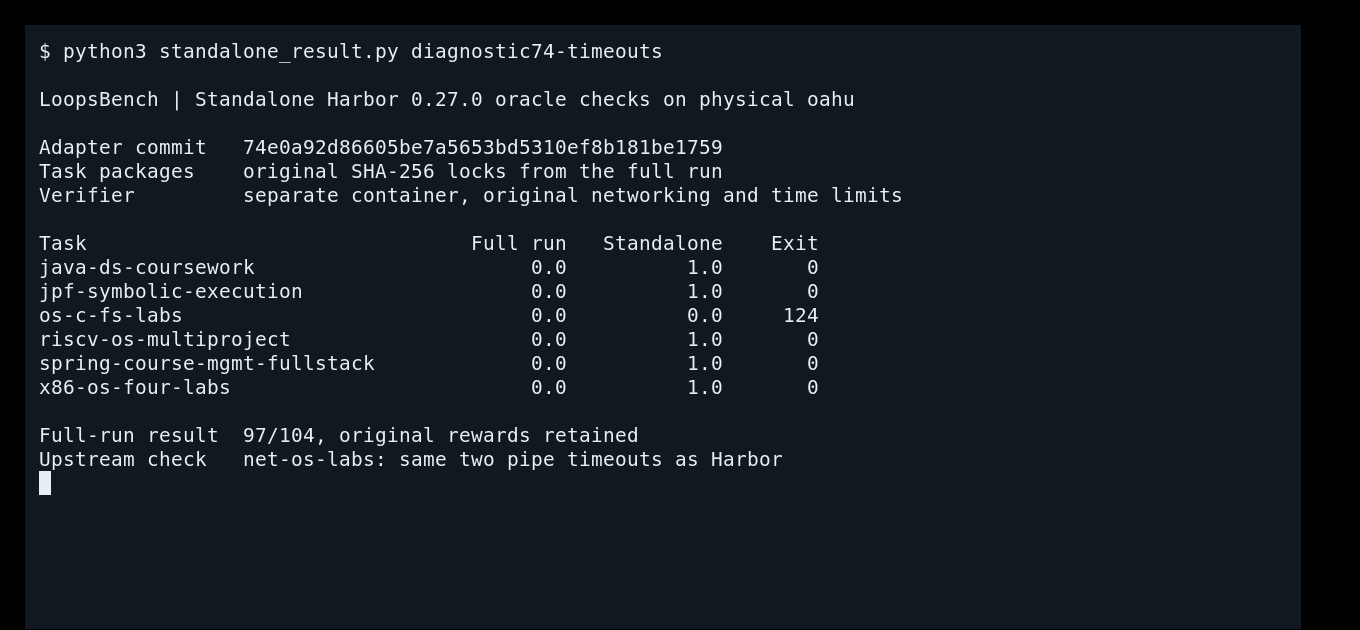 $ python3 standalone_result.py diagnostic74-timeouts
LoopsBench | Standalone Harbor 0.27.0 oracle checks on physical oahu
Adapter commit   74e0a92d86605be7a5653bd5310ef8b181be1759
Task packages    original SHA-256 locks from the full run
Verifier         separate container, original networking and time limits
Task                                Full run   Standalone    Exit
java-ds-coursework                       0.0          1.0       0
jpf-symbolic-execution                   0.0          1.0       0
os-c-fs-labs                             0.0          0.0     124
riscv-os-multiproject                    0.0          1.0       0
spring-course-mgmt-fullstack             0.0          1.0       0
x86-os-four-labs                         0.0          1.0       0
Full-run result  97/104, original rewards retained
Upstream check   net-os-labs: same two pipe timeouts as Harbor